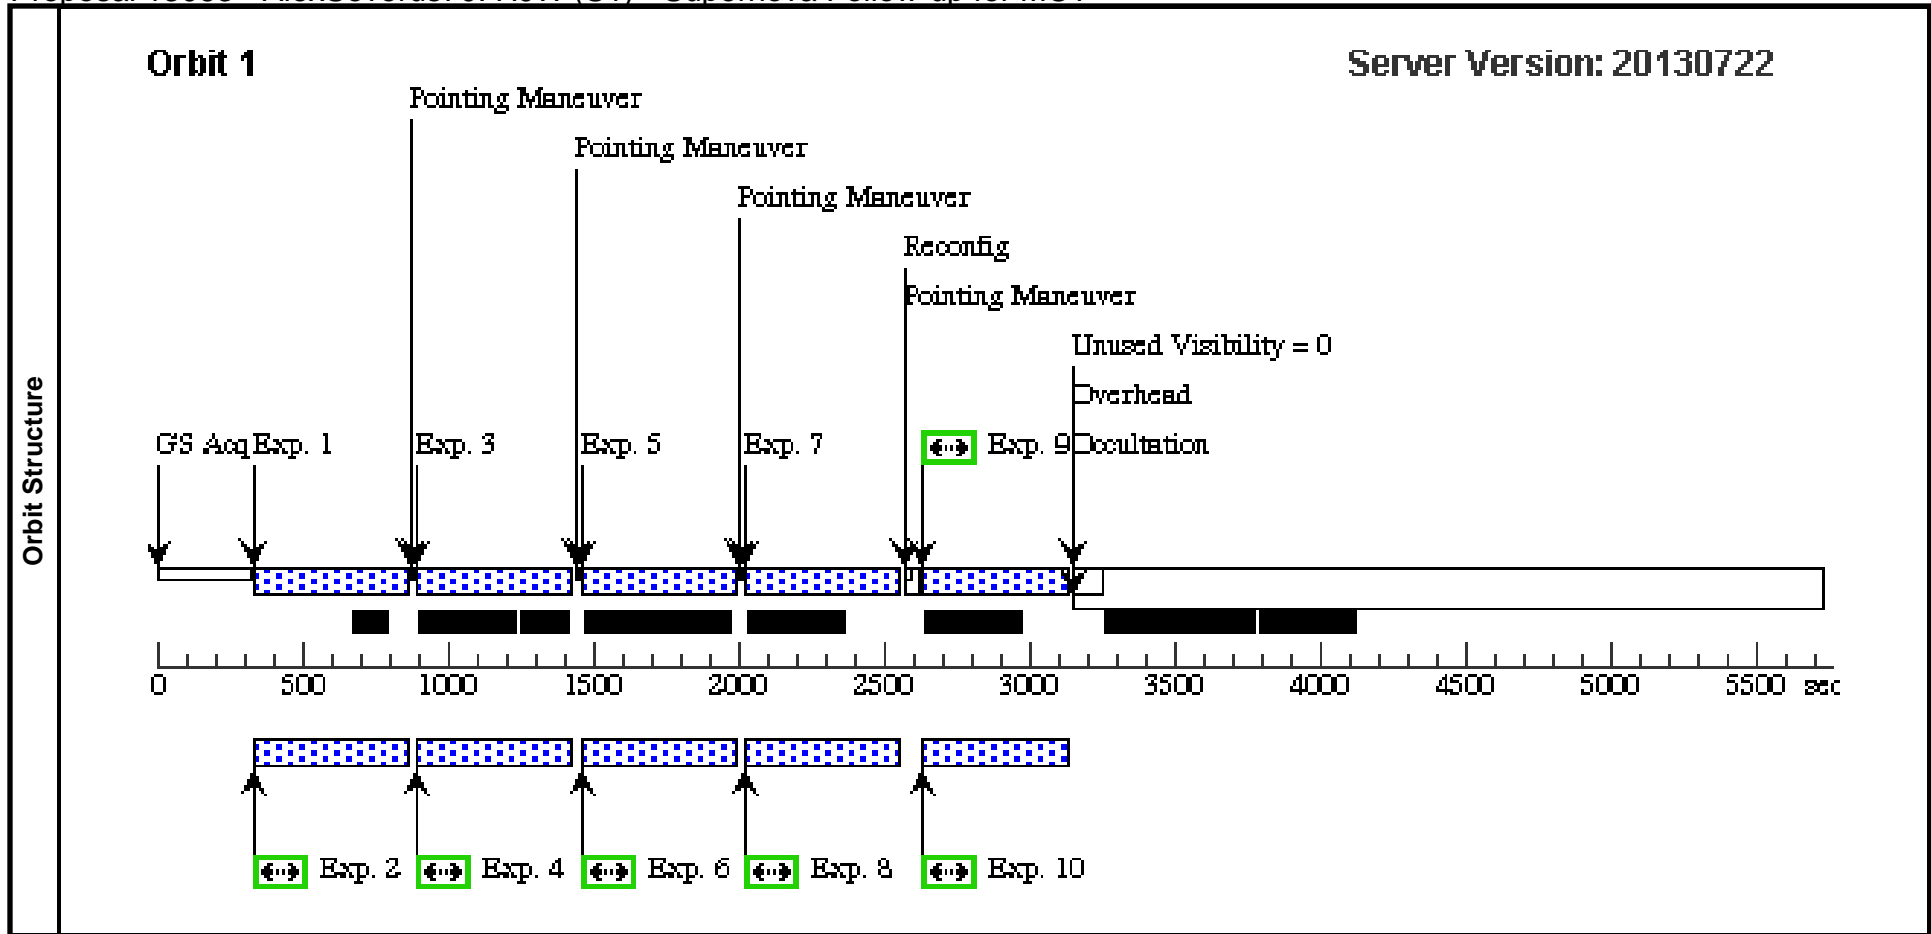 Orbit 1
Server Version: 20130722
Pointing Maneuver
Pointing Maneuver
Pointing Maneuver
Reconfig
Pointing Maneuver
Unused Visibility = 0
Overhead
GS Acq Exp. 1 Exp. 3 Exp. 5 Exp. 7 Exp. 9 Occultation
Orbit Structure
0 500 1000 1500 2000 2500 3000 3500 4000 4500 5000 5500 sec
Exp. 2 Exp. 4 Exp. 6 Exp. 8 Exp. 10